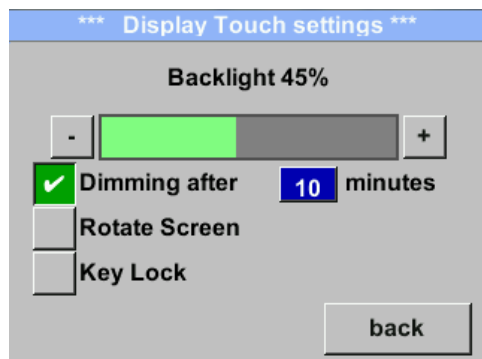 *** Display Touch settings ***
Backlight 45%
- +
Dimming after 10 minutes
Rotate Screen
Key Lock
back